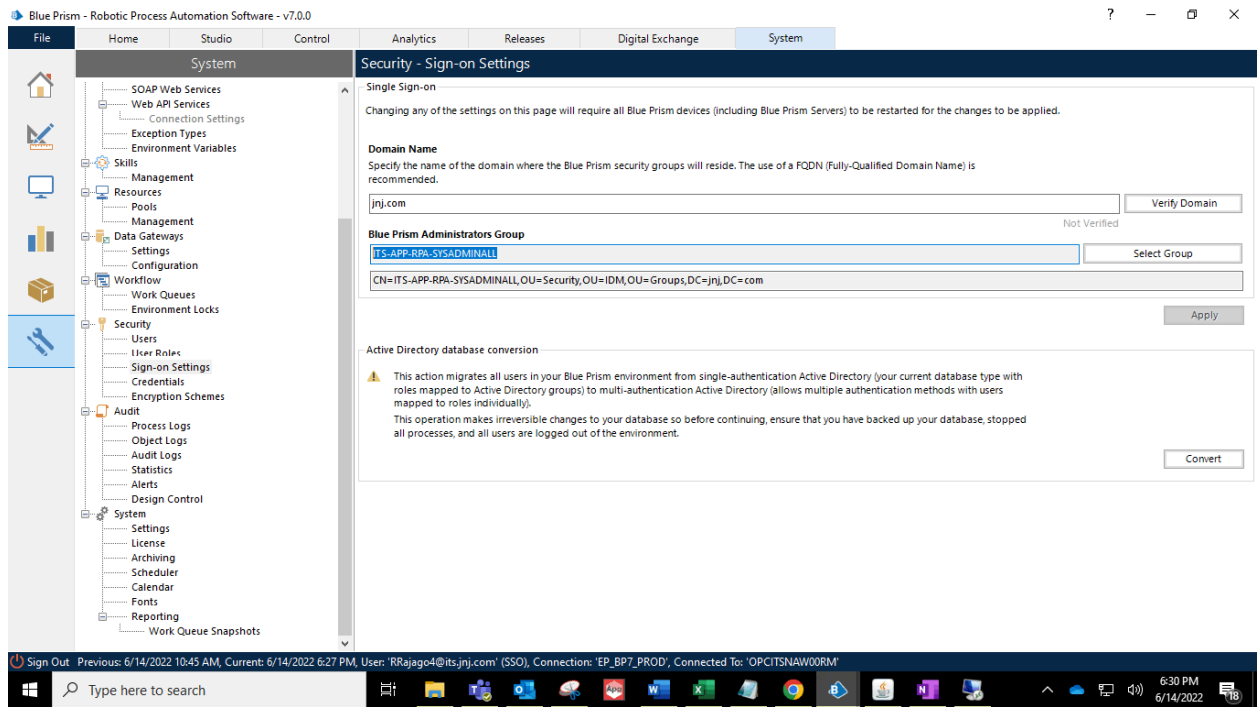 Blue Prism - Robotic Process Automation Software - v7.0.0
?
File
Home
Studio
Control
Analytics
Releases
Digital Exchange
System
System
Security - Sign-on Settings
SOAP Web Services
Web API Services
Connection Settings
Exception Types
Environment Variables
Skills
Management
Resources
Pools
Management
Data Gateways
Settings
Configuration
Workflow
Work Queues
Environment Locks
Security
Users
User Roles
Sign-on Settings
Credentials
Encryption Schemes
Audit
Process Logs
Object Logs
Audit Logs
Statistics
Alerts
Design Control
System
Settings
License
Archiving
Scheduler
Calendar
Fonts
Reporting
Work Queue Snapshots
Single Sign-on
Changing any of the settings on this page will require all Blue Prism devices (including Blue Prism Servers) to be restarted for the changes to be applied.
Domain Name
Specify the name of the domain where the Blue Prism security groups will reside. The use of a FQDN (Fully-Qualified Domain Name) is
recommended.
jnj.com
Verify Domain
Not Verified
Blue Prism Administrators Group
ITS-APP-RPA-SYSADMINALL
Select Group
CN=ITS-APP-RPA-SYSADMINALL,OU=Security,OU=IDM,OU=Groups,DC=jnj,DC=com
Apply
Active Directory database conversion
This action migrates all users in your Blue Prism environment from single-authentication Active Directory (your current database type with
roles mapped to Active Directory groups) to multi-authentication Active Directory (allows multiple authentication methods with users
mapped to roles individually).
This operation makes irreversible changes to your database so before continuing, ensure that you have backed up your database, stopped
all processes, and all users are logged out of the environment.
Convert
Sign Out Previous: 6/14/2022 10:45 AM, Current: 6/14/2022 6:27 PM, User: 'RRajago4@its.jnj.com' (SSO), Connection: 'EP_BP7_PROD', Connected To: 'OPCITSNAW00RM'
Type here to search
App
W
X
B
N
6:30 PM
6/14/2022
18